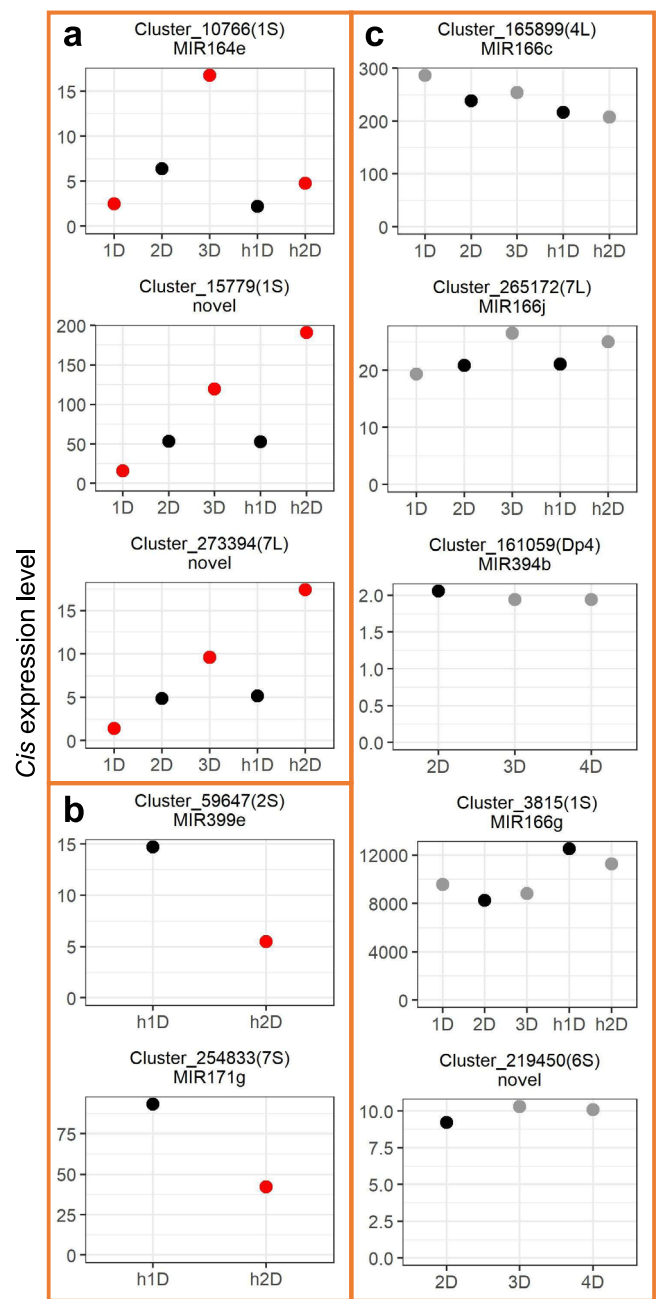 Cis expression level
a
Cluster_10766(1S)
MIR164e
15
10
5
0
1D 2D 3D h1D h2D
Cluster_15779(1S)
novel
200
150
100
50
0
1D 2D 3D h1D h2D
Cluster_273394(7L)
novel
15
10
5
0
1D 2D 3D h1D h2D
b
Cluster_59647(2S)
MIR399e
15
10
5
0
h1D h2D
Cluster_254833(7S)
MIR171g
75
50
25
0
h1D h2D
c
Cluster_165899(4L)
MIR166c
300
200
100
0
1D 2D 3D h1D h2D
Cluster_265172(7L)
MIR166j
20
10
0
1D 2D 3D h1D h2D
Cluster_161059(Dp4)
MIR394b
2.0
1.5
1.0
0.5
0.0
2D 3D 4D
Cluster_3815(1S)
MIR166g
12000
8000
4000
0
1D 2D 3D h1D h2D
Cluster_219450(6S)
novel
10.0
7.5
5.0
2.5
0.0
2D 3D 4D